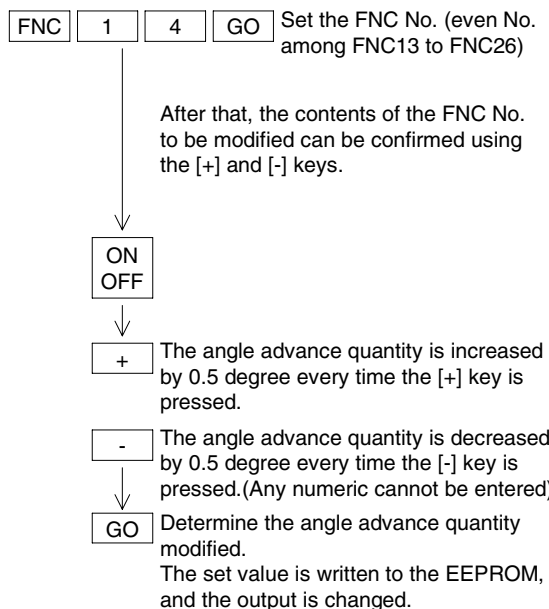 FNC 1 4 GO Set the FNC No. (even No.
among FNC13 to FNC26)
After that, the contents of the FNC No.
to be modified can be confirmed using
the [+] and [-] keys.
ON
OFF
+ The angle advance quantity is increased
by 0.5 degree every time the [+] key is
pressed.
- The angle advance quantity is decreased
by 0.5 degree every time the [-] key is
pressed.(Any numeric cannot be entered)
GO Determine the angle advance quantity
modified.
The set value is written to the EEPROM,
and the output is changed.